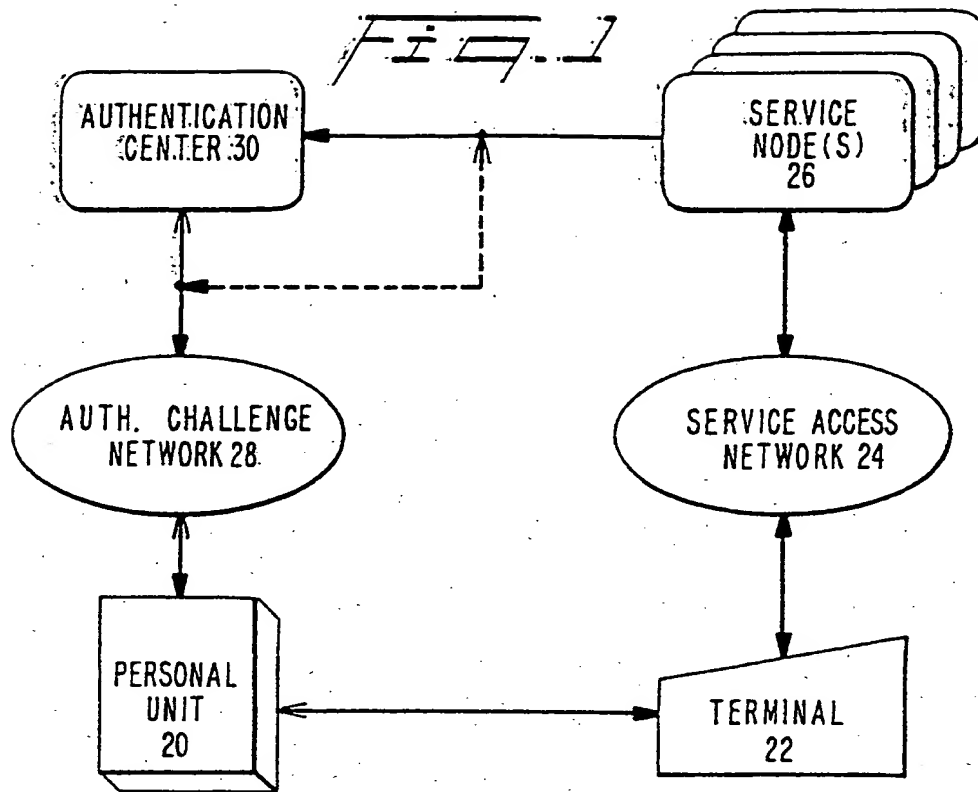 Fig. 1
AUTHENTICATION
CENTER 30
SERVICE
NODE(S)
26
AUTH. CHALLENGE
NETWORK 28
SERVICE ACCESS
NETWORK 24
PERSONAL
UNIT
20
TERMINAL
22